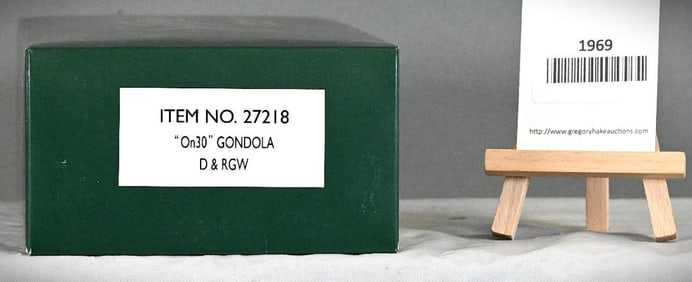 ITEM NO. 27218
"On30" GONDOLA
D & RGW
1969
http://www.gregoryhakeauctions.com